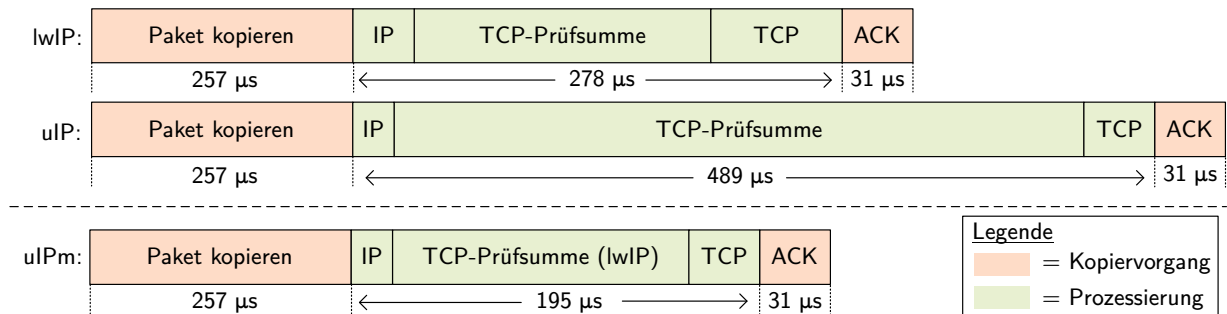 lwIP: Paket kopieren IP TCP-Prüfsumme TCP ACK
257 µs 278 µs 31 µs
uIP: Paket kopieren IP TCP-Prüfsumme TCP ACK
257 µs 489 µs 31 µs
uIPm: Paket kopieren IP TCP-Prüfsumme (lwIP) TCP ACK
257 µs 195 µs 31 µs
Legende
= Kopiervorgang
= Prozessierung